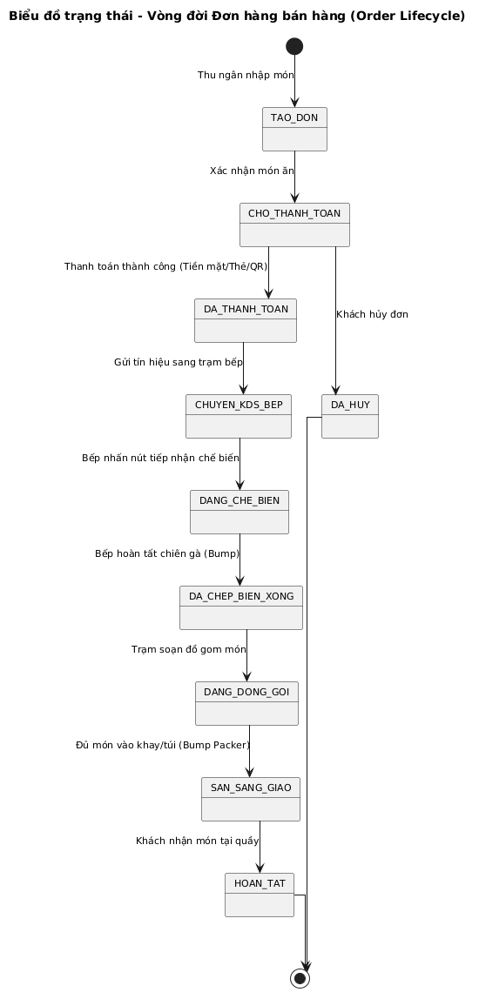 Biểu đồ trạng thái - Vòng đời Đơn hàng bán hàng (Order Lifecycle)
Thu ngân nhập món
TAO_DON
Xác nhận món ăn
CHO_THANH_TOAN
Thanh toán thành công (Tiền mặt/Thẻ/QR)
Khách hủy đơn
DA_THANH_TOAN
Gửi tín hiệu sang trạm bếp
CHUYEN_KDS_BEP
DA_HUY
Bếp nhấn nút tiếp nhận chế biến
DANG_CHE_BIEN
Bếp hoàn tất chiên gà (Bump)
DA_CHEP_BIEN_XONG
Trạm soạn đồ gom món
DANG_DONG_GOI
Đủ món vào khay/túi (Bump Packer)
SAN_SANG_GIAO
Khách nhận món tại quầy
HOAN_TAT